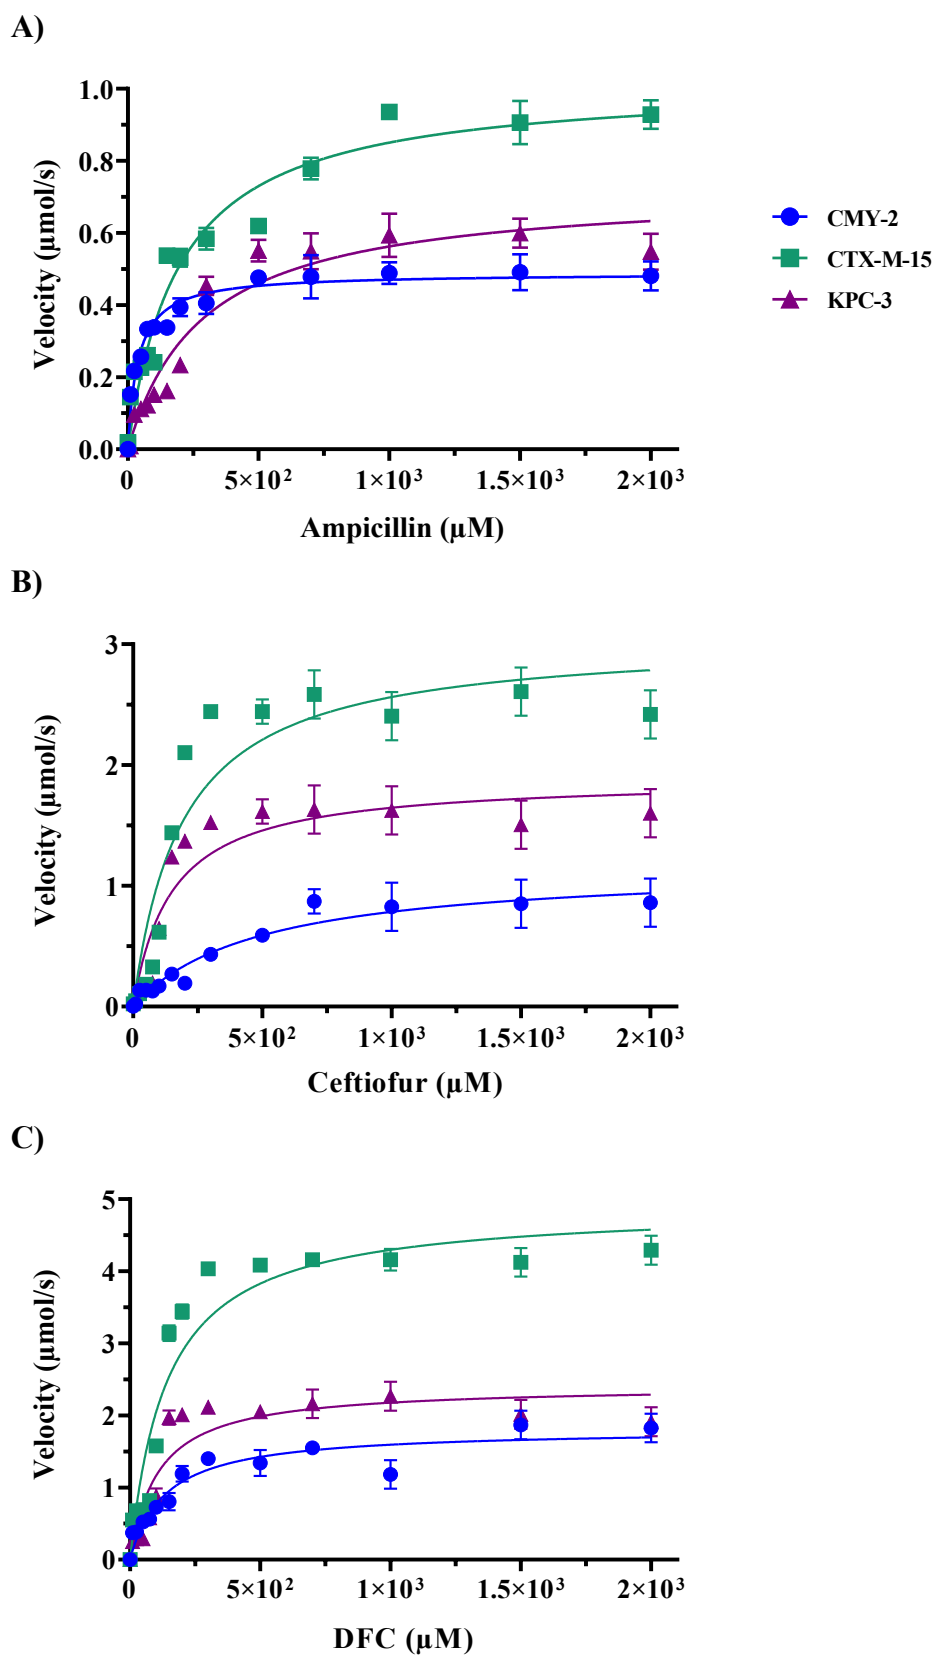 A)
1.0
0.8
0.6
0.4
0.2
0.0
Velocity (μmol/s)
0 5×10² 1×10³ 1.5×10³ 2×10³
Ampicillin (μM)
CMY-2
CTX-M-15
KPC-3
B)
3
2
1
0
Velocity (μmol/s)
0 5×10² 1×10³ 1.5×10³ 2×10³
Ceftiofur (μM)
C)
5
4
3
2
1
0
Velocity (μmol/s)
0 5×10² 1×10³ 1.5×10³ 2×10³
DFC (μM)